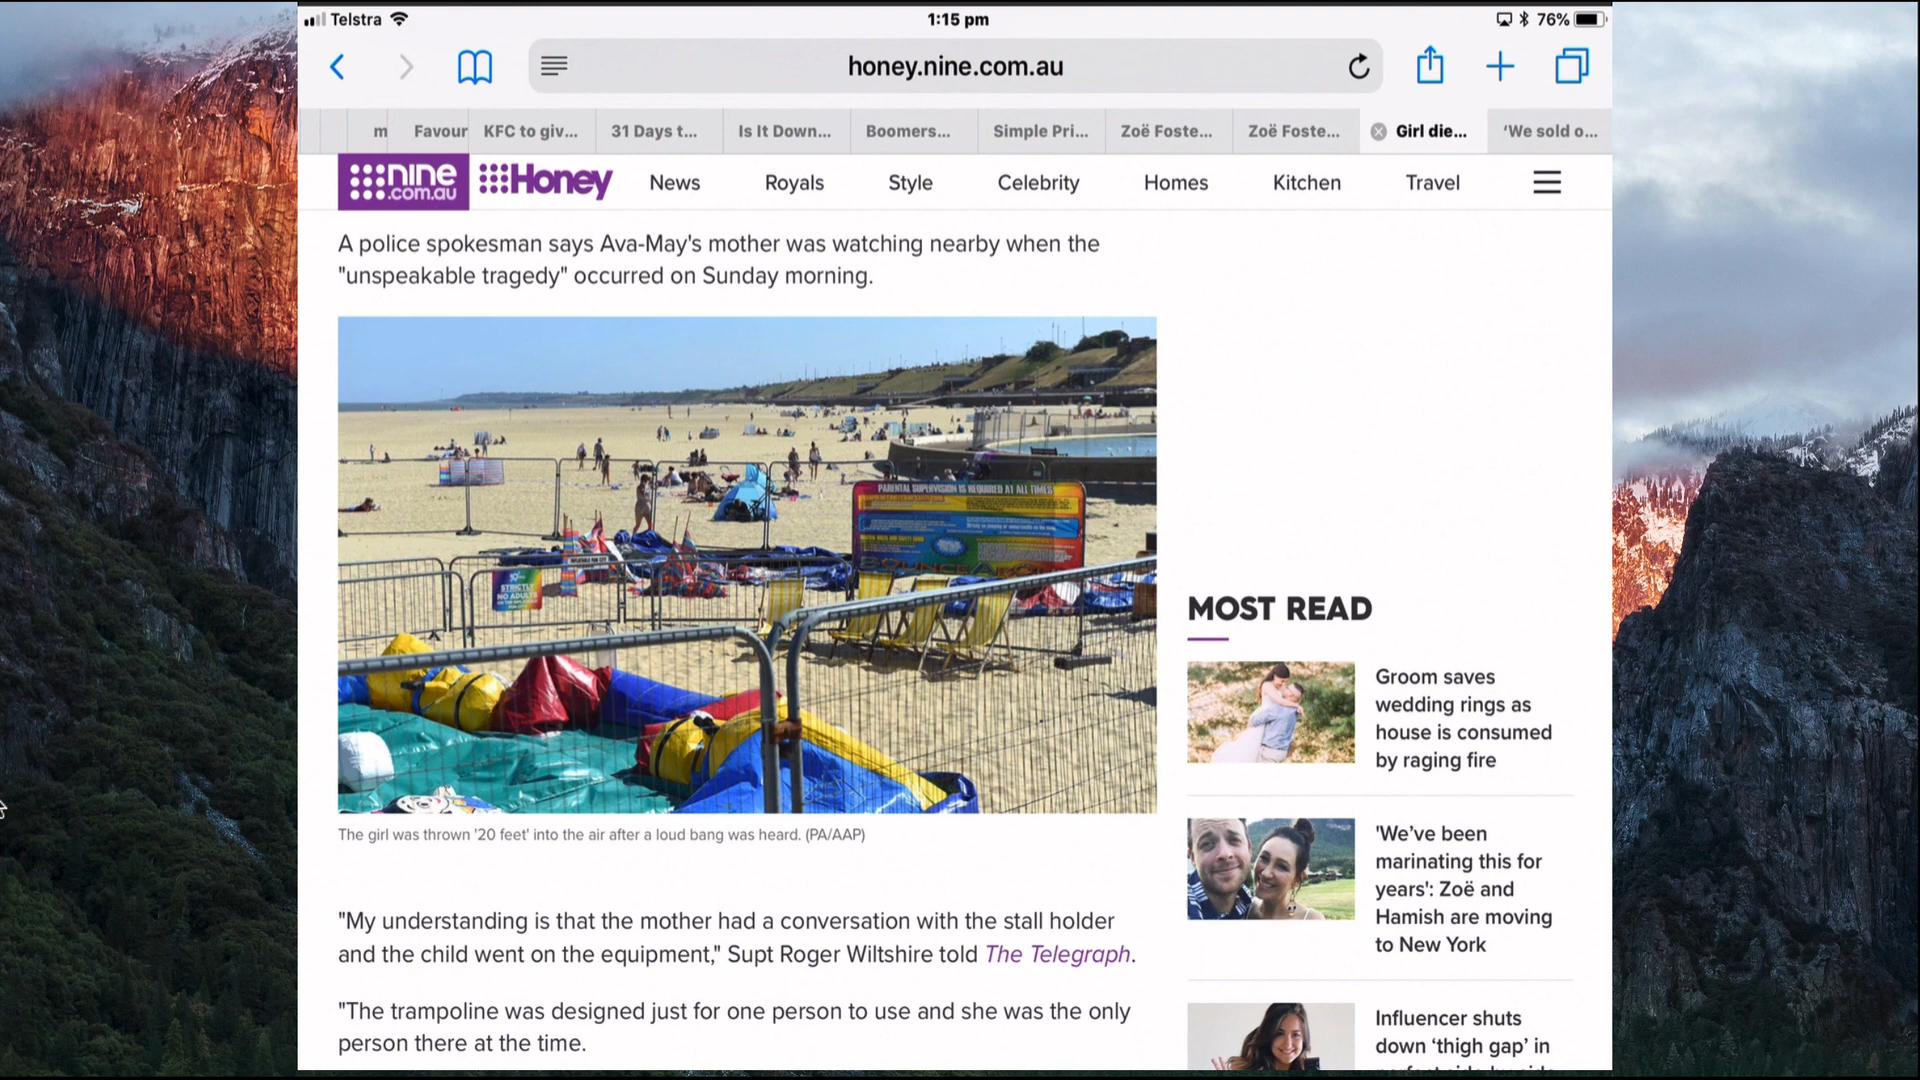 Telstra
1:15 pm
76%
honey.nine.com.au
m
Favour
KFC to giv...
31 Days t...
Is It Down...
Boomers...
Simple Pri...
Zoë Foste...
Zoë Foste...
Girl die...
‘We sold o...
nine
.com.au
Honey
News
Royals
Style
Celebrity
Homes
Kitchen
Travel
A police spokesman says Ava-May's mother was watching nearby when the
"unspeakable tragedy" occurred on Sunday morning.
PARENTAL SUPERVISION IS REQUIRED AT ALL TIMES
STRICTLY
NO ADULTS
The girl was thrown '20 feet' into the air after a loud bang was heard. (PA/AAP)
"My understanding is that the mother had a conversation with the stall holder
and the child went on the equipment," Supt Roger Wiltshire told The Telegraph.
"The trampoline was designed just for one person to use and she was the only
person there at the time.
MOST READ
Groom saves
wedding rings as
house is consumed
by raging fire
'We’ve been
marinating this for
years': Zoë and
Hamish are moving
to New York
Influencer shuts
down ‘thigh gap’ in